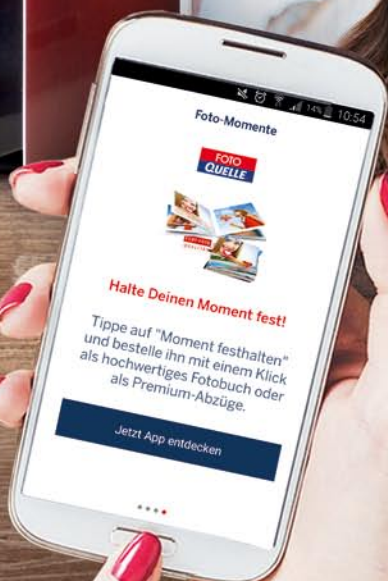 14% 10:54
Foto-Momente
FOTO
QUELLE
Halte Deinen Moment fest!
Tippe auf "Moment festhalten"
und bestelle ihn mit einem Klick
als hochwertiges Fotobuch oder
als Premium-Abzüge.
Jetzt App entdecken